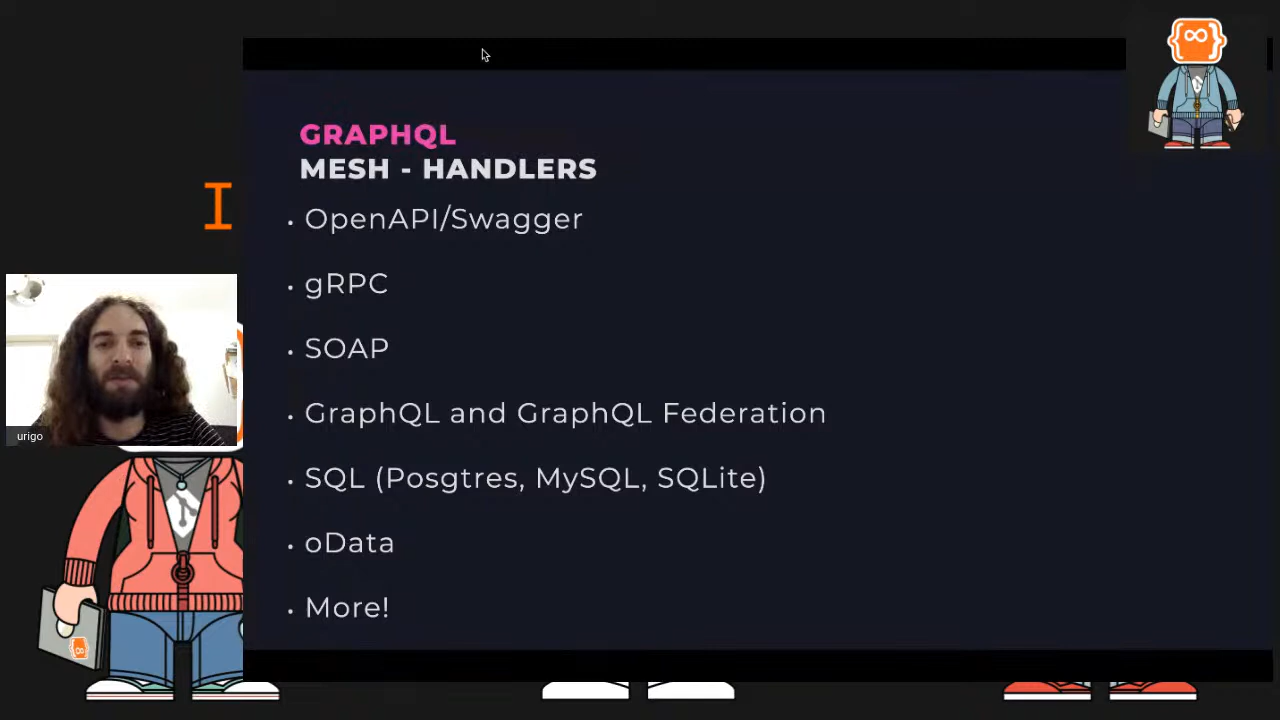 GRAPHQL
MESH - HANDLERS
• OpenAPI/Swagger
• gRPC
• SOAP
• GraphQL and GraphQL Federation
• SQL (Posgtres, MySQL, SQLite)
• oData
• More!
I
urigo